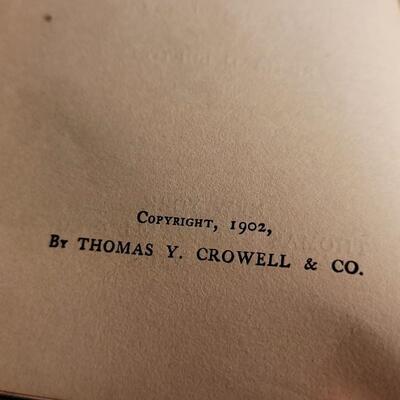 Copyright, 1902,
By THOMAS Y. CROWELL & CO.